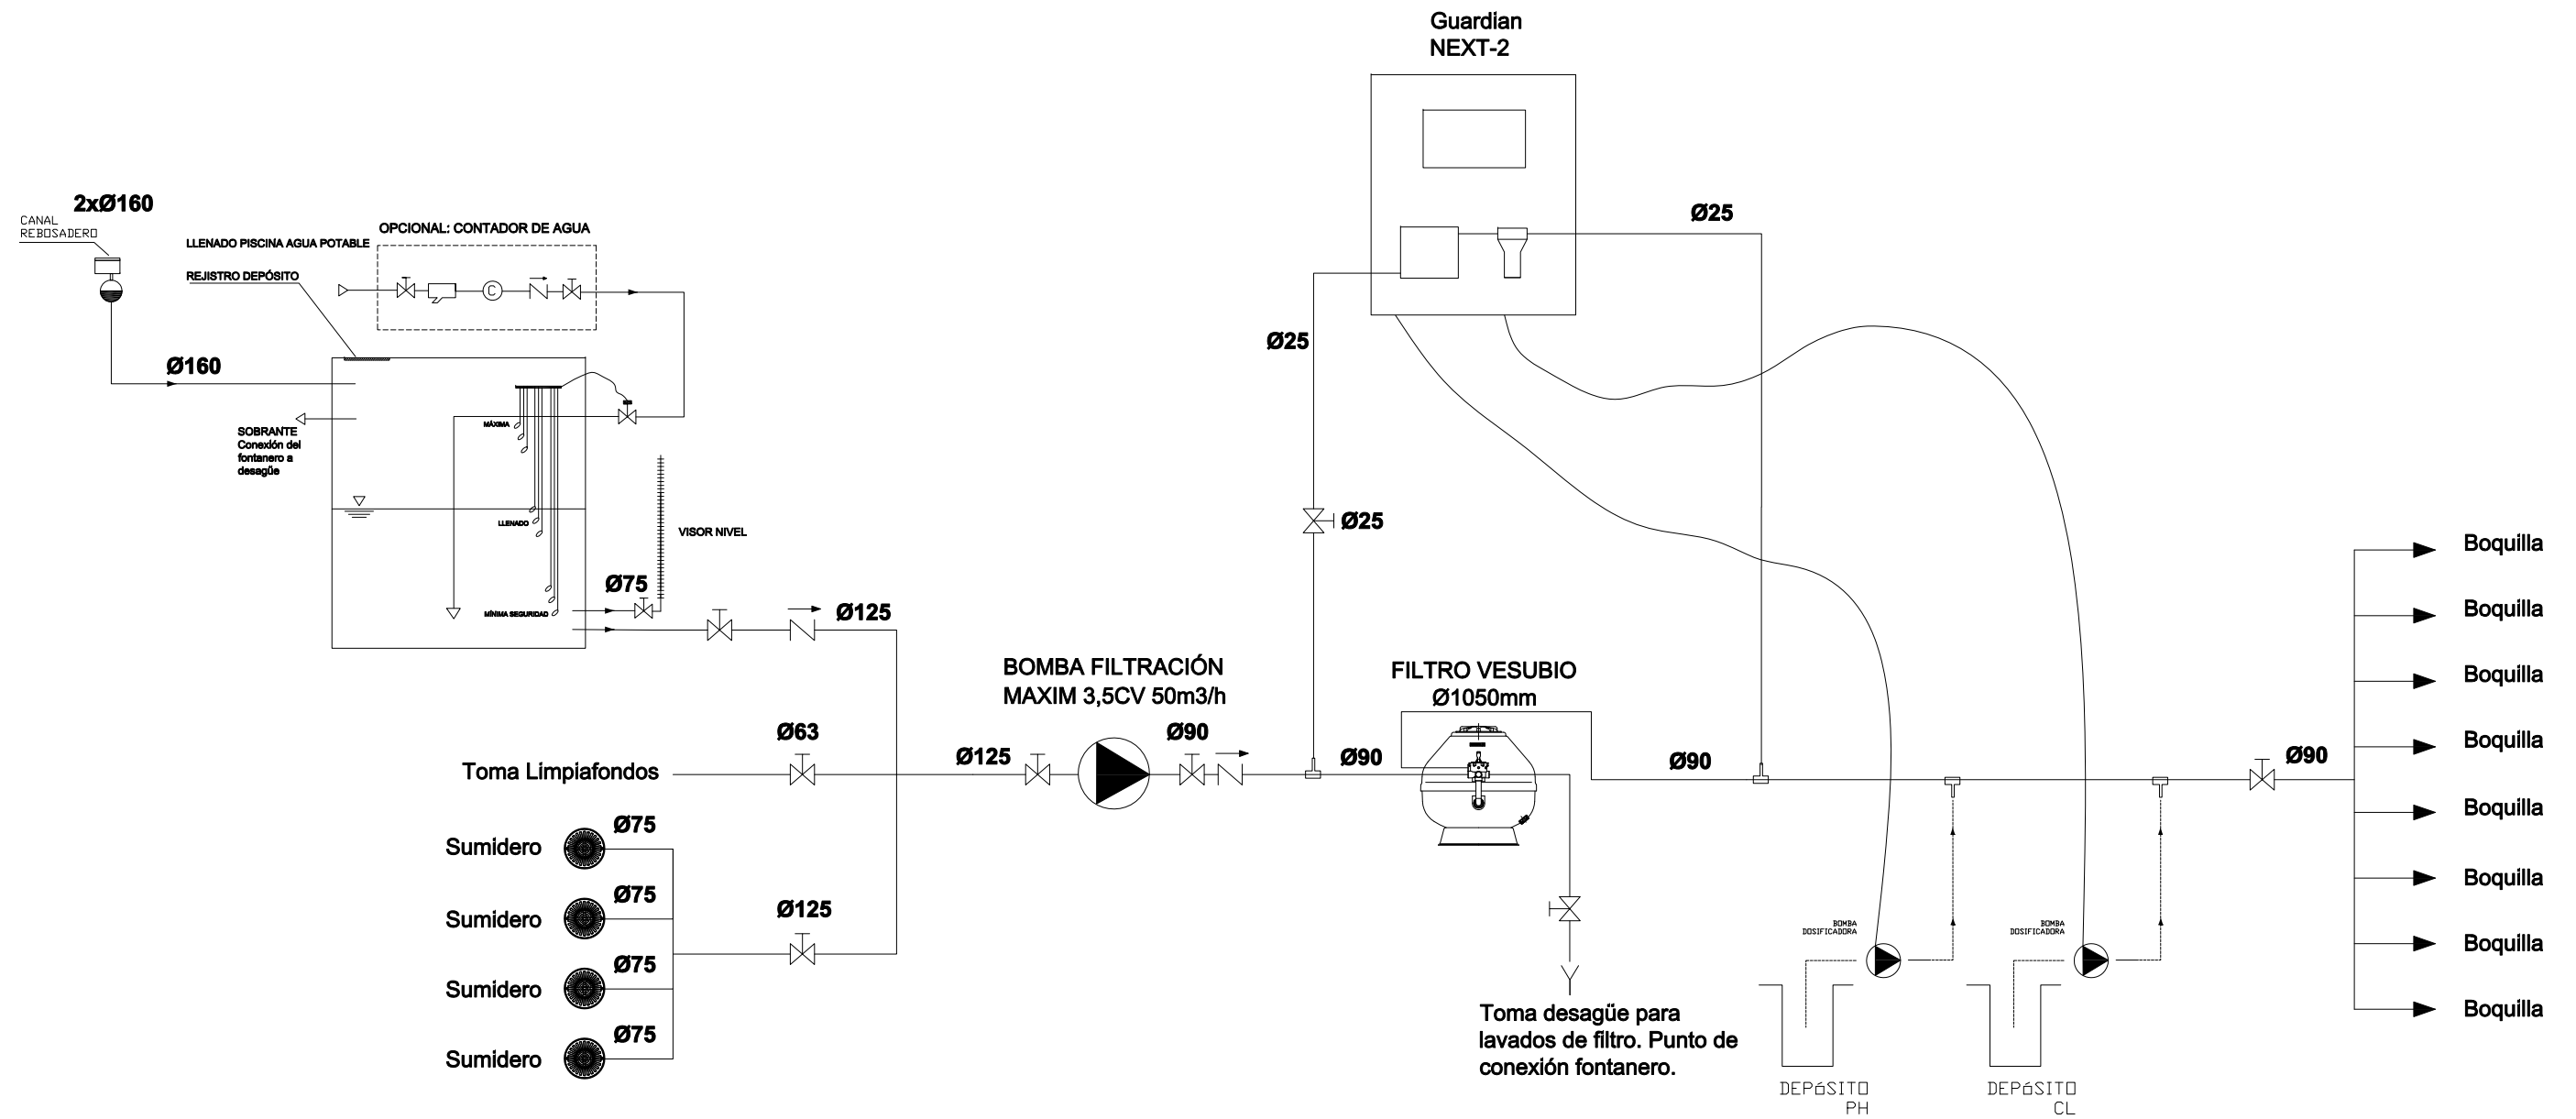 Guardian
NEXT-2
2xØ160
CANAL
REBOSADERO
LLENADO PISCINA AGUA POTABLE
OPCIONAL: CONTADOR DE AGUA
REJISTRO DEPÓSITO
C
Ø160
SOBRANTE
Conexión del
fontanero a
desagüe
MÁXIMA
LLENADO
MÍNIMA SEGURIDAD
VISOR NIVEL
Ø75
Ø125
Ø25
Ø25
Ø25
BOMBA FILTRACIÓN
MAXIM 3,5CV 50m3/h
FILTRO VESUBIO
Ø1050mm
Toma Limpiafondos
Ø63
Ø125
Ø90
Ø90
Ø90
Ø90
Sumidero
Ø75
Sumidero
Ø75
Sumidero
Ø75
Sumidero
Ø75
Ø125
Toma desagüe para
lavados de filtro. Punto de
conexión fontanero.
BOMBA
DOSIFICADORA
BOMBA
DOSIFICADORA
DEPóSITO
PH
DEPóSITO
CL
Boquilla
Boquilla
Boquilla
Boquilla
Boquilla
Boquilla
Boquilla
Boquilla